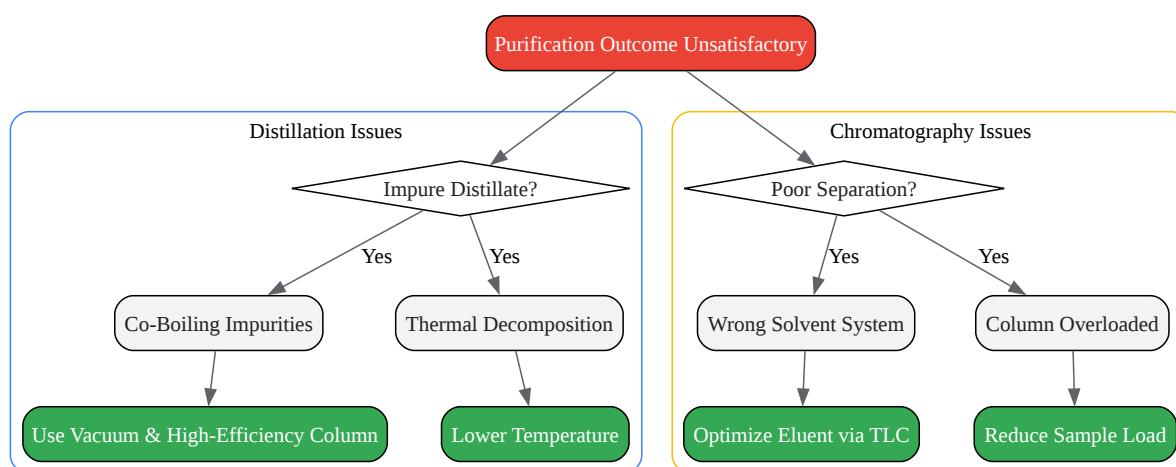 Purification Outcome Unsatisfactory
Distillation Issues
Chromatography Issues
Impure Distillate?
Poor Separation?
Yes
Yes
Yes
Yes
Co-Boiling Impurities
Thermal Decomposition
Wrong Solvent System
Column Overloaded
Use Vacuum & High-Efficiency Column
Lower Temperature
Optimize Eluent via TLC
Reduce Sample Load